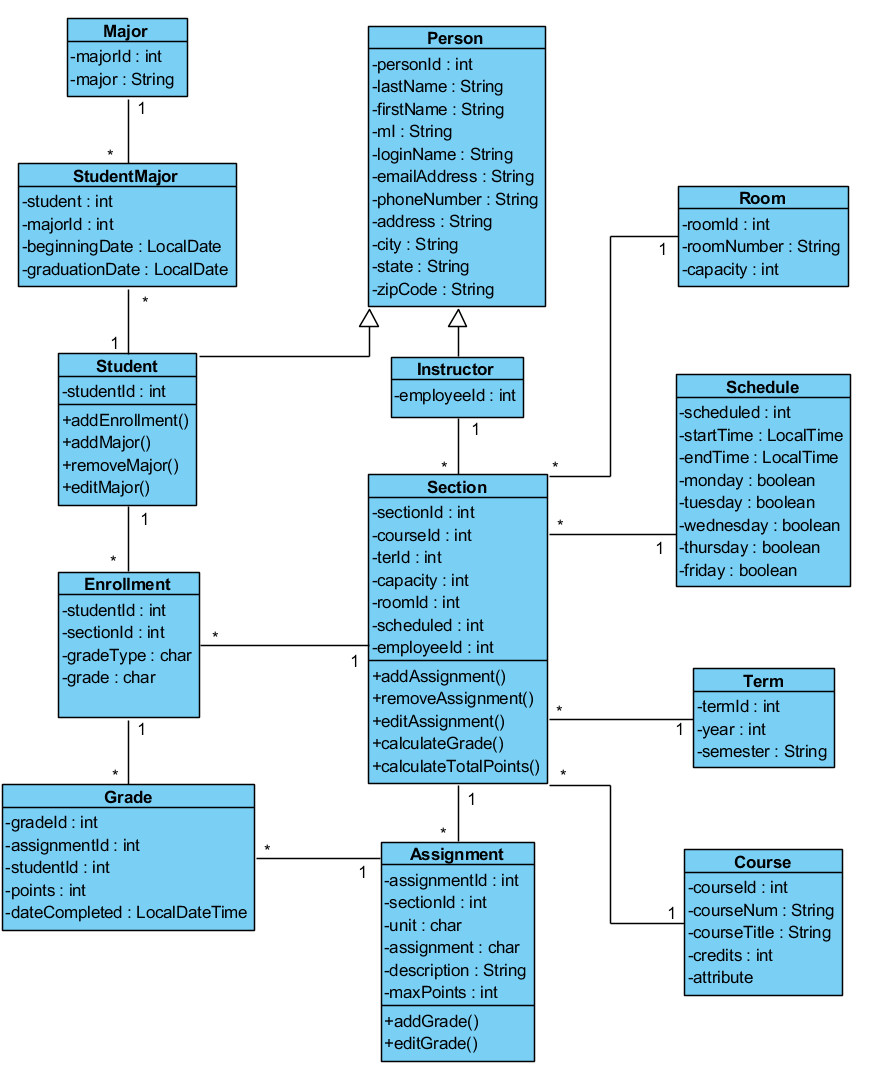 Major
-majorId : int
-major : String
1
*
StudentMajor
-student : int
-majorId : int
-beginningDate : LocalDate
-graduationDate : LocalDate
*
1
Student
-studentId : int
+addEnrollment()
+addMajor()
+removeMajor()
+editMajor()
1
*
Enrollment
-studentId : int
-sectionId : int
-gradeType : char
-grade : char
*
1
1
*
Grade
-gradeId : int
-assignmentId : int
-studentId : int
-points : int
-dateCompleted : LocalDateTime
*
1
Person
-personId : int
-lastName : String
-firstName : String
-mI : String
-loginName : String
-emailAddress : String
-phoneNumber : String
-address : String
-city : String
-state : String
-zipCode : String
Instructor
-employeeId : int
1
*
Section
-sectionId : int
-courseId : int
-terId : int
-capacity : int
-roomId : int
-scheduled : int
-employeeId : int
+addAssignment()
+removeAssignment()
+editAssignment()
+calculateGrade()
+calculateTotalPoints()
1
*
Assignment
-assignmentId : int
-sectionId : int
-unit : char
-assignment : char
-description : String
-maxPoints : int
+addGrade()
+editGrade()
Room
-roomId : int
-roomNumber : String
-capacity : int
1
*
Schedule
-scheduled : int
-startTime : LocalTime
-endTime : LocalTime
-monday : boolean
-tuesday : boolean
-wednesday : boolean
-thursday : boolean
-friday : boolean
*
1
Term
-termId : int
-year : int
-semester : String
*
1
Course
-courseId : int
-courseNum : String
-courseTitle : String
-credits : int
-attribute
*
1